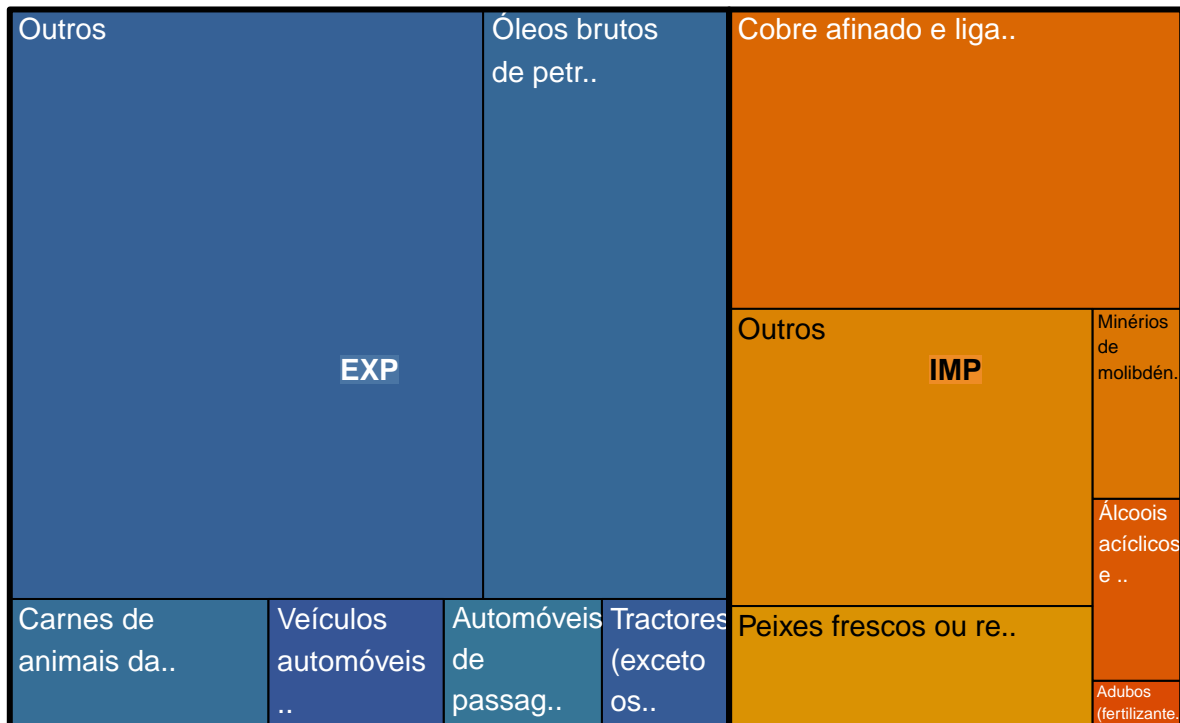 Outros
Óleos brutos
de petr..
EXP
Carnes de
animais da..
Veículos
automóveis
..
Automóveis
de
passag..
Tractores
(exceto
os..
Cobre afinado e liga..
Outros
IMP
Minérios
de
molibdén.
Álcoois
acíclicos
e ..
Peixes frescos ou re..
Adubos
(fertilizante.